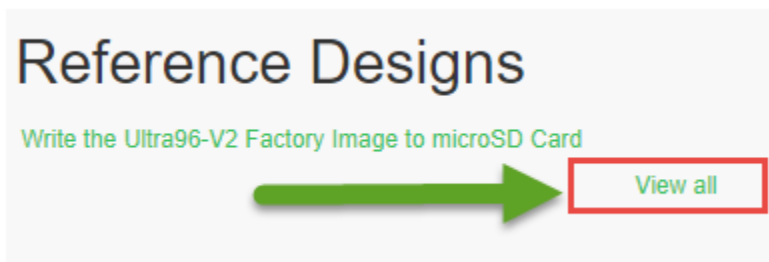 Reference Designs
Write the Ultra96-V2 Factory Image to microSD Card
View all